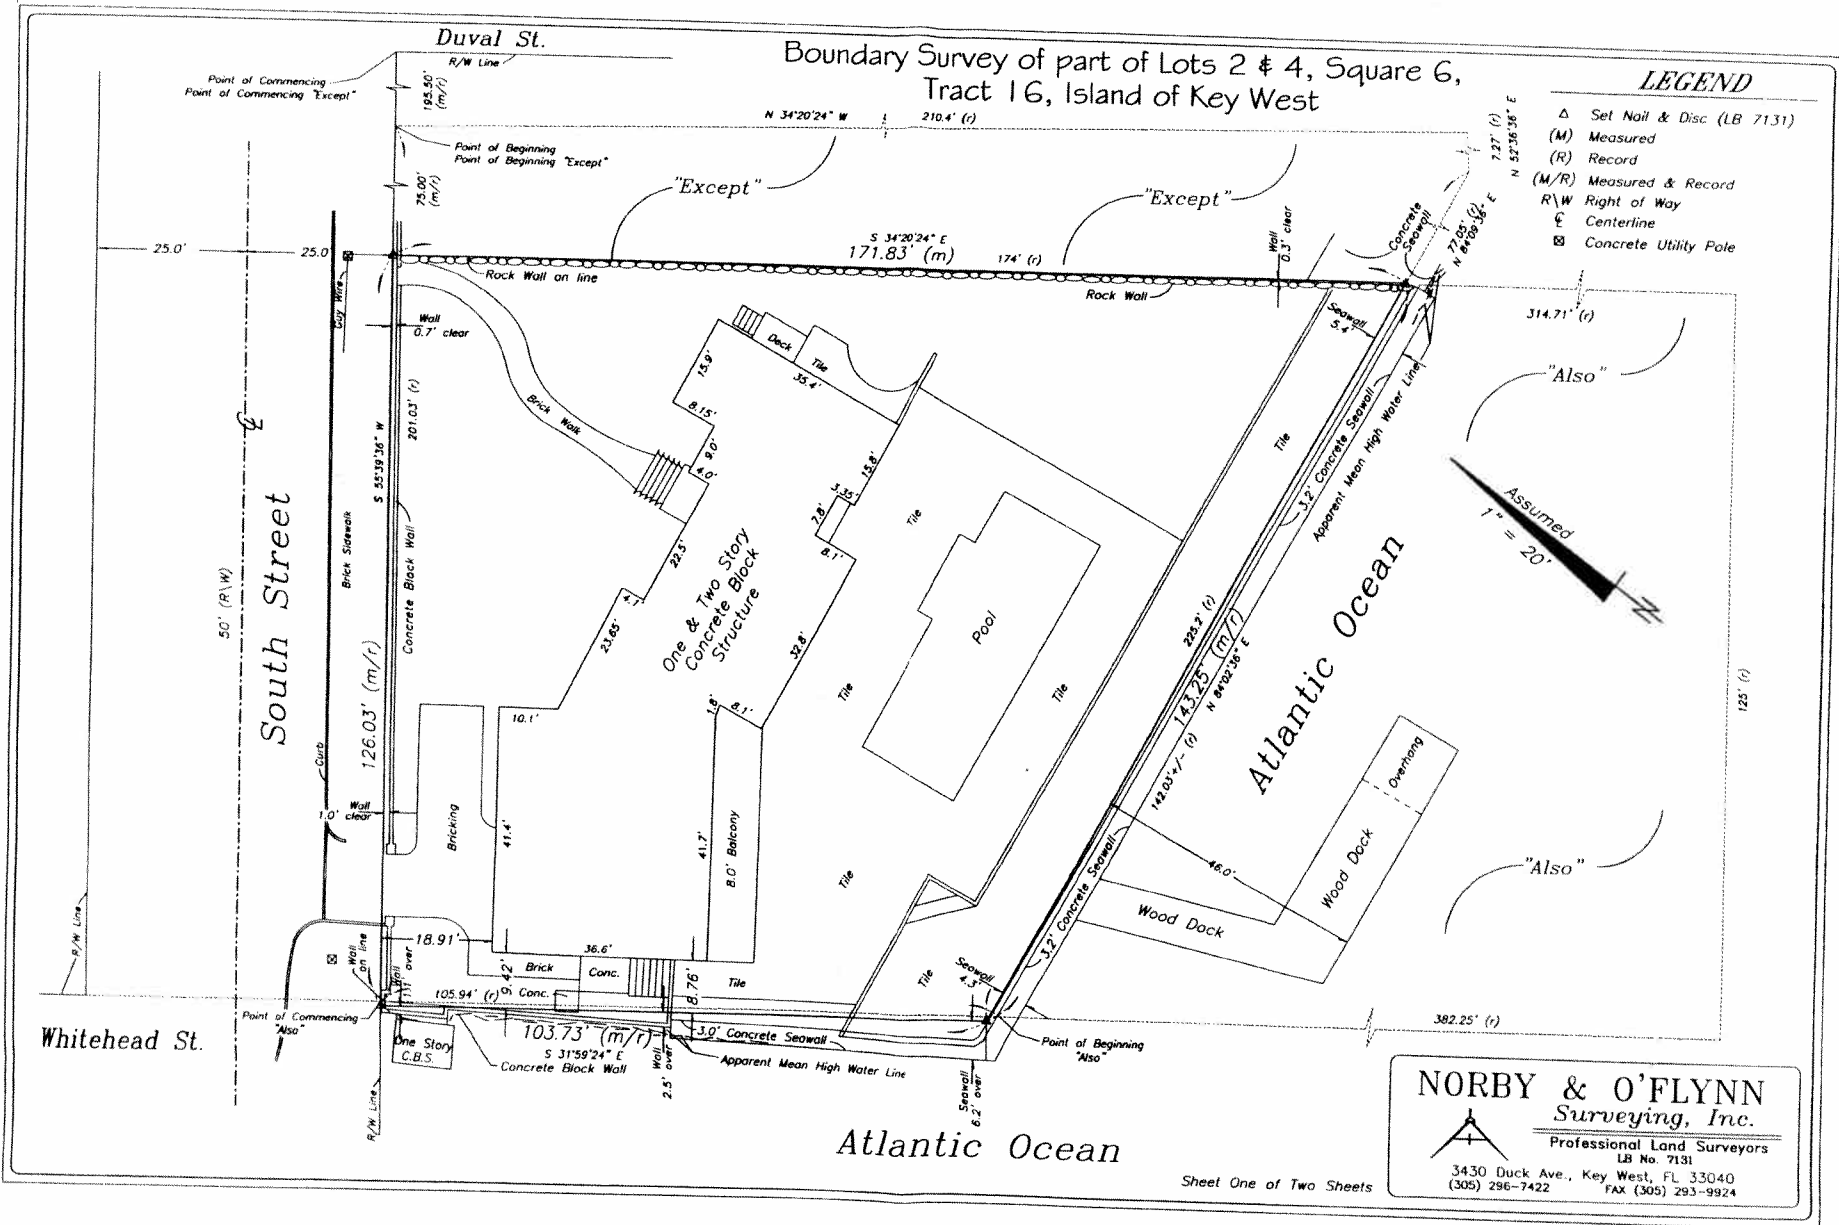 Duval St.
R/W Line
Point of Commencing
Point of Commencing "Except"
195.50'
(m/r)
Boundary Survey of part of Lots 2 & 4, Square 6,
Tract 16, Island of Key West
N 34°20'24" W
210.4' (r)
7.27' (r)
N 52°36'36" E
LEGEND
△ Set Nail & Disc (LB 7131)
(M) Measured
(R) Record
(M/R) Measured & Record
R\W Right of Way
℄ Centerline
⊠ Concrete Utility Pole
Point of Beginning
Point of Beginning "Except"
75.00'
(m/r)
"Except"
"Except"
Concrete
Seawall
77.05' (r)
N 84°09'36" E
25.0'
25.0'
S 34°20'24" E
171.83' (m)
174' (r)
Wall
0.3' clear
Rock Wall on line
Rock Wall
Guy Wire
Wall
0.7' clear
Seawall
5.4'
314.71' (r)
"Also"
Deck
Tile
15.9'
35.4'
8.15'
9.0'
4.0'
Brick Walk
201.03' (r)
S 55°39'36" W
℄
15.8'
3.35'
7.8'
8.1'
Tile
Tile
3.2' Concrete Seawall
Apparent Mean High Water Line
Assumed
1" = 20'
N
South Street
50' (R\W)
Brick Sidewalk
Concrete Block Wall
22.5'
23.65'
One & Two Story
Concrete Block
Structure
32.8'
Pool
Tile
Tile
225.2' (r)
143.25' (m/r)
N 84°02'36" E
142.03'+/- (r)
Atlantic Ocean
125' (r)
126.03' (m/r)
Curb
Wall
1.0' clear
10.1'
1.8'
8.1'
Bricking
41.4'
41.7'
8.0' Balcony
Tile
46.0'
Overhang
Wood Dock
Wood Dock
3.2' Concrete Seawall
"Also"
R/W Line
Wall
on line
18.91'
36.6'
9.42'
Brick
Conc.
Conc.
8.76'
Tile
Tile
Seawall
4.3'
105.94' (r)
Point of Commencing
"Also"
Whitehead St.
One Story
C.B.S.
103.73' (m/r)
S 31°59'24" E
Concrete Block Wall
Wall
2.5' over
3.0' Concrete Seawall
Apparent Mean High Water Line
Seawall
6.2' over
Point of Beginning
"Also"
382.25' (r)
R/W Line
Atlantic Ocean
Sheet One of Two Sheets
NORBY & O'FLYNN
Surveying, Inc.
Professional Land Surveyors
LB No. 7131
3430 Duck Ave., Key West, FL 33040
(305) 296-7422 FAX (305) 293-9924